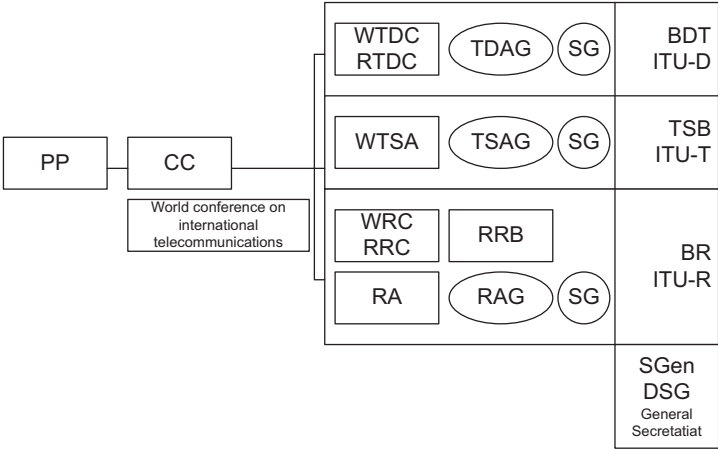 PP
CC
World conference on
international
telecommunications
WTDC
RTDC
TDAG
SG
BDT
ITU-D
WTSA
TSAG
SG
TSB
ITU-T
WRC
RRC
RRB
RA
RAG
SG
BR
ITU-R
SGen
DSG
General
Secretatiat